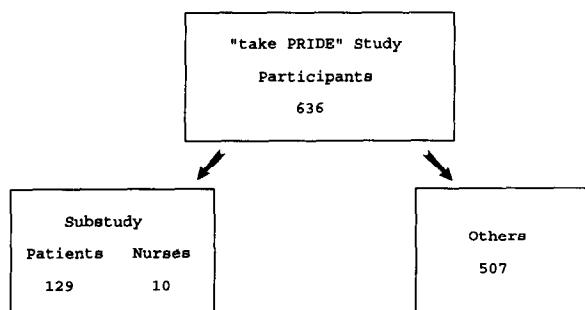 "take PRIDE" Study
Participants
636
Substudy
Patients Nurses
129 10
Others
507